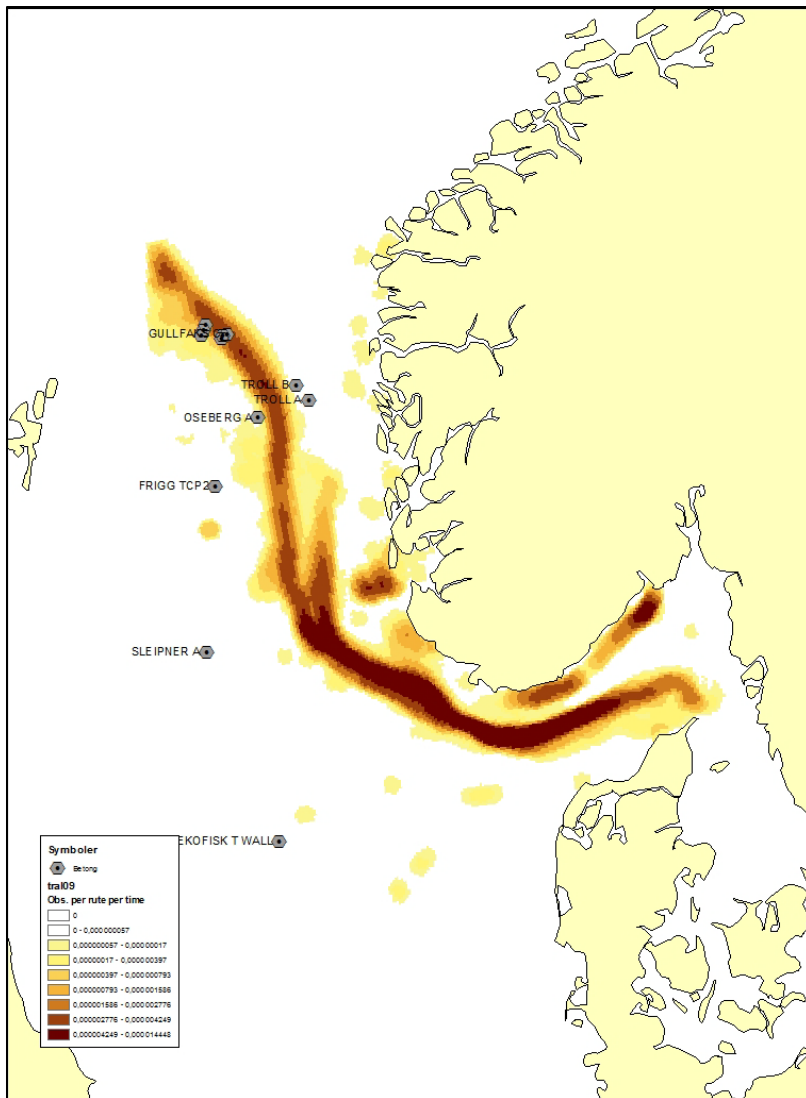 GULLFAKS
TROLL B
TROLL A
OSEBERG A
FRIGG TCP2
SLEIPNER A
EKOFISK T WALL
Symboler
Betong
tral09
Obs. per rute per time
0
0 - 0,000000057
0,000000057 - 0,00000017
0,00000017 - 0,000000397
0,000000397 - 0,000000793
0,000000793 - 0,000001586
0,000001586 - 0,000002776
0,000002776 - 0,000004249
0,000004249 - 0,000014448